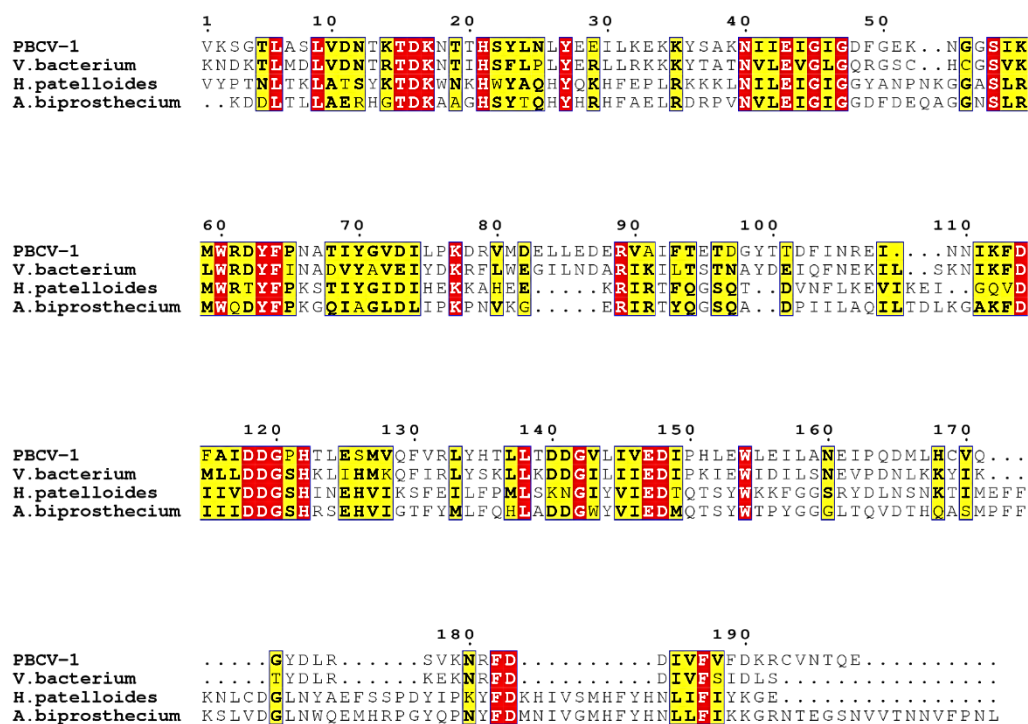 1 10 20 30 40 50
PBCV-1 VKSGTLASLVDNTKTDKNTTHSYLNLYEEILKEKKYSAKNIIEIGIGDFGEK..NGGSIK
V.bacterium KNDKTLMDLVDNTRTDKNTIHSFLPLYERLLRKKKYTATNVLEVGLGQRGSC..HCGSVK
H.patelloides VYPTNLTKLATSYKTDKWNKHWYAQHYQKHFEPLRKKKLNILEIGIGGYANPNKGGASLR
A.biprosthecium ..KDDLTLLAERHGTDKAAGHSYTQHYHRHFAELRDRPVNVLEIGIGGDFDEQAGGNSLR
60 70 80 90 100 110
PBCV-1 MWRDYFPNATIYGVDILPKDRVMDELLEDERVAIFTETDGYTTDFINREI....NNIKFD
V.bacterium LWRDYFINADVYAVEIYDKRFLWEGILNDARIKILTSTNAYDEIQFNEKIL..SKNIKFD
H.patelloides MWRTYFPKSTIYGIDIHEKKAHEE.....KRIRTFQGSQT..DVNFLKEVIKEI..GQVD
A.biprosthecium MWQDYFPKGQIAGLDLIPKPNVKG.....ERIRTYQGSQA..DPIILAQILTDLKGAKFD
120 130 140 150 160 170
PBCV-1 FAIDDGPHTLESMVQFVRLYHTLLTDDGVLIVEDIPHLEWLEILANEIPQDMLHCVQ...
V.bacterium MLLDDGSHKLIHMKQFIRLYSKLLKDDGILIVEDIPKIEWIDILSNEVPDNLKKYIK...
H.patelloides IIVDDGSHINEHVIKSFEILFPMLSKNGIYVIEDTQTSYWKKFGGSRYDLNSNKTIMEFF
A.biprosthecium IIIDDGSHRSEHVIGTFYMLFQHLADDGWYVIEDMQTSYWTPYGGGLTQVDTHQASMPFF
180 190
PBCV-1 .....GYDLR......SVKNRFD..........DIVFVFDKRCVNTQE..........
V.bacterium .....TYDLR......KEKNRFD..........DIVFSIDLS................
H.patelloides KNLCDGLNYAEFSSPDYIPKYFDKHIVSMHFYHNLIFIYKGE................
A.biprosthecium KSLVDGLNWQEMHRPGYQPNYFDMNIVGMHFYHNLLFIKKGRNTEGSNVVTNNVFPNL